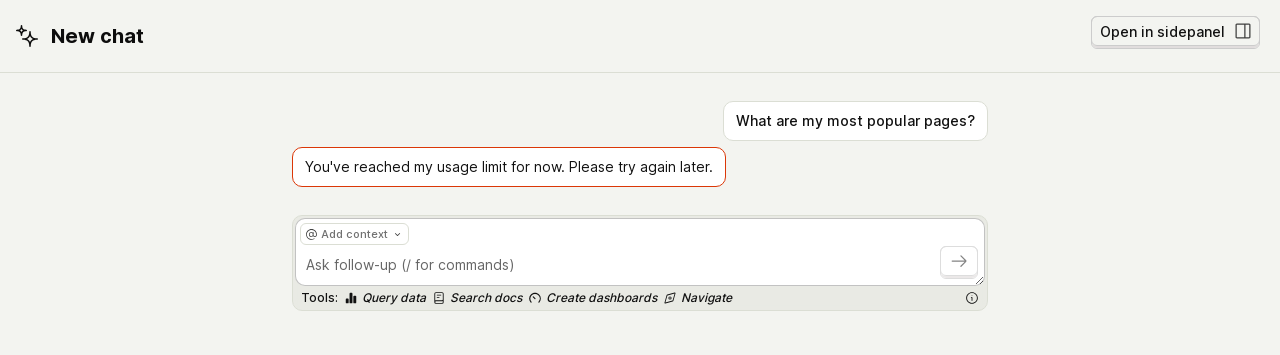 New chat
Open in sidepanel
What are my most popular pages?
You've reached my usage limit for now. Please try again later.
@ Add context
Ask follow-up (/ for commands)
Tools: Query data Search docs Create dashboards Navigate